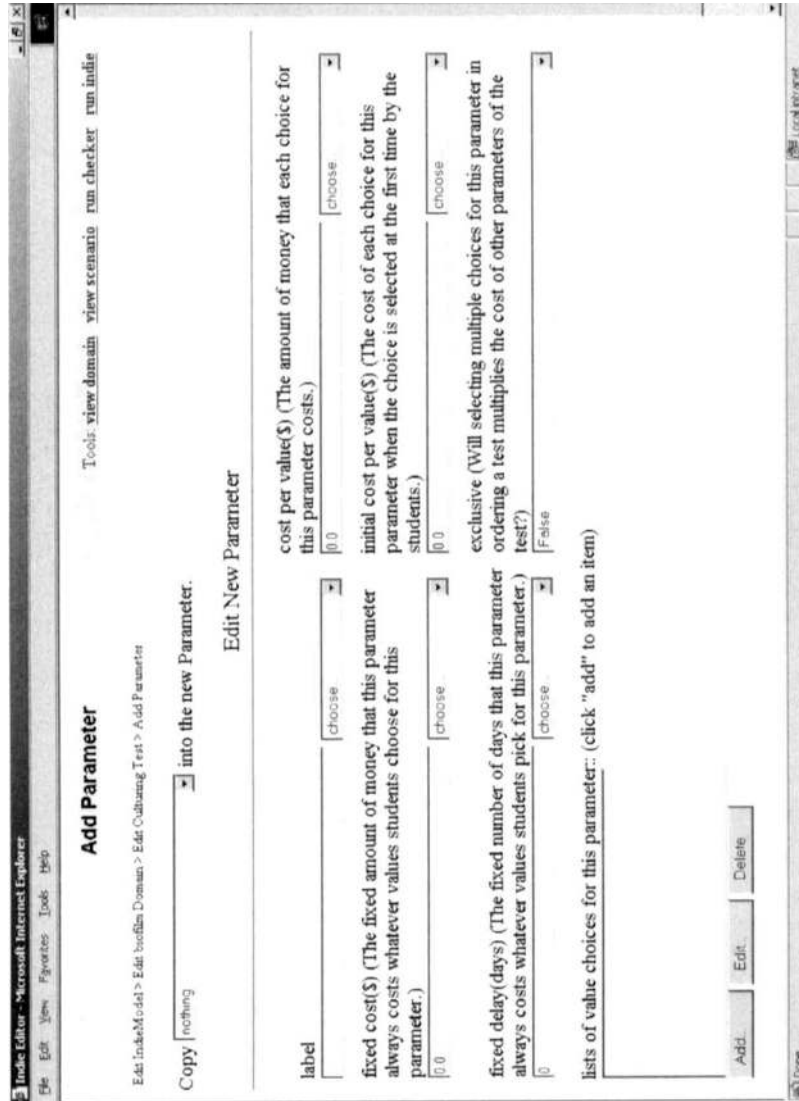 Indie Editor - Microsoft Internet Explorer
File Edit View Favorites Tools Help
Add Parameter
Tools: view domain view scenario run checker run indie
Edit IndieModel > Edit biofilm Domain > Edit Culturing Test > Add Parameter
Copy nothing into the new Parameter.
Edit New Parameter
label
choose..
fixed cost($) (The fixed amount of money that this parameter
always costs whatever values students choose for this
parameter.)
0.0 choose..
fixed delay(days) (The fixed number of days that this parameter
always costs whatever values students pick for this parameter.)
0 choose..
cost per value($) (The amount of money that each choice for
this parameter costs.)
0.0 choose..
initial cost per value($) (The cost of each choice for this
parameter when the choice is selected at the first time by the
students.)
0.0 choose..
exclusive (Will selecting multiple choices for this parameter in
ordering a test multiplies the cost of other parameters of the
test?)
False
lists of value choices for this parameter:: (click "add" to add an item)
Add.. Edit.. Delete
Done Local intranet